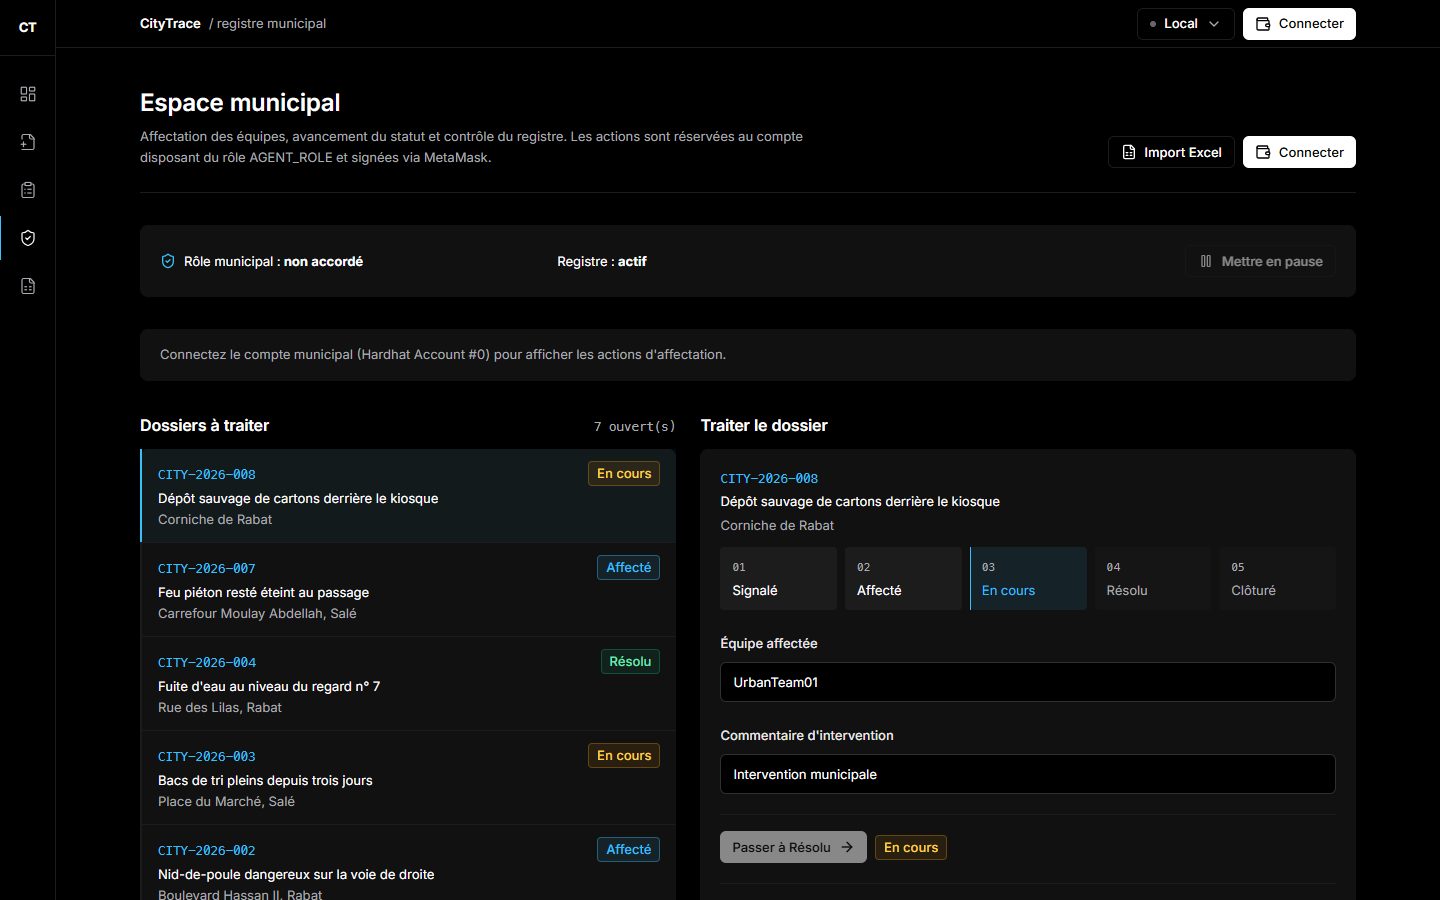 CT
CityTrace / registre municipal
Local
Connecter
Espace municipal
Affectation des équipes, avancement du statut et contrôle du registre. Les actions sont réservées au compte
disposant du rôle AGENT_ROLE et signées via MetaMask.
Import Excel
Connecter
Rôle municipal : non accordé
Registre : actif
Mettre en pause
Connectez le compte municipal (Hardhat Account #0) pour afficher les actions d'affectation.
Dossiers à traiter
7 ouvert(s)
CITY-2026-008
En cours
Dépôt sauvage de cartons derrière le kiosque
Corniche de Rabat
CITY-2026-007
Affecté
Feu piéton resté éteint au passage
Carrefour Moulay Abdellah, Salé
CITY-2026-004
Résolu
Fuite d'eau au niveau du regard n° 7
Rue des Lilas, Rabat
CITY-2026-003
En cours
Bacs de tri pleins depuis trois jours
Place du Marché, Salé
CITY-2026-002
Affecté
Nid-de-poule dangereux sur la voie de droite
Boulevard Hassan II, Rabat
Traiter le dossier
CITY-2026-008
Dépôt sauvage de cartons derrière le kiosque
Corniche de Rabat
01
Signalé
02
Affecté
03
En cours
04
Résolu
05
Clôturé
Équipe affectée
UrbanTeam01
Commentaire d'intervention
Intervention municipale
Passer à Résolu
En cours